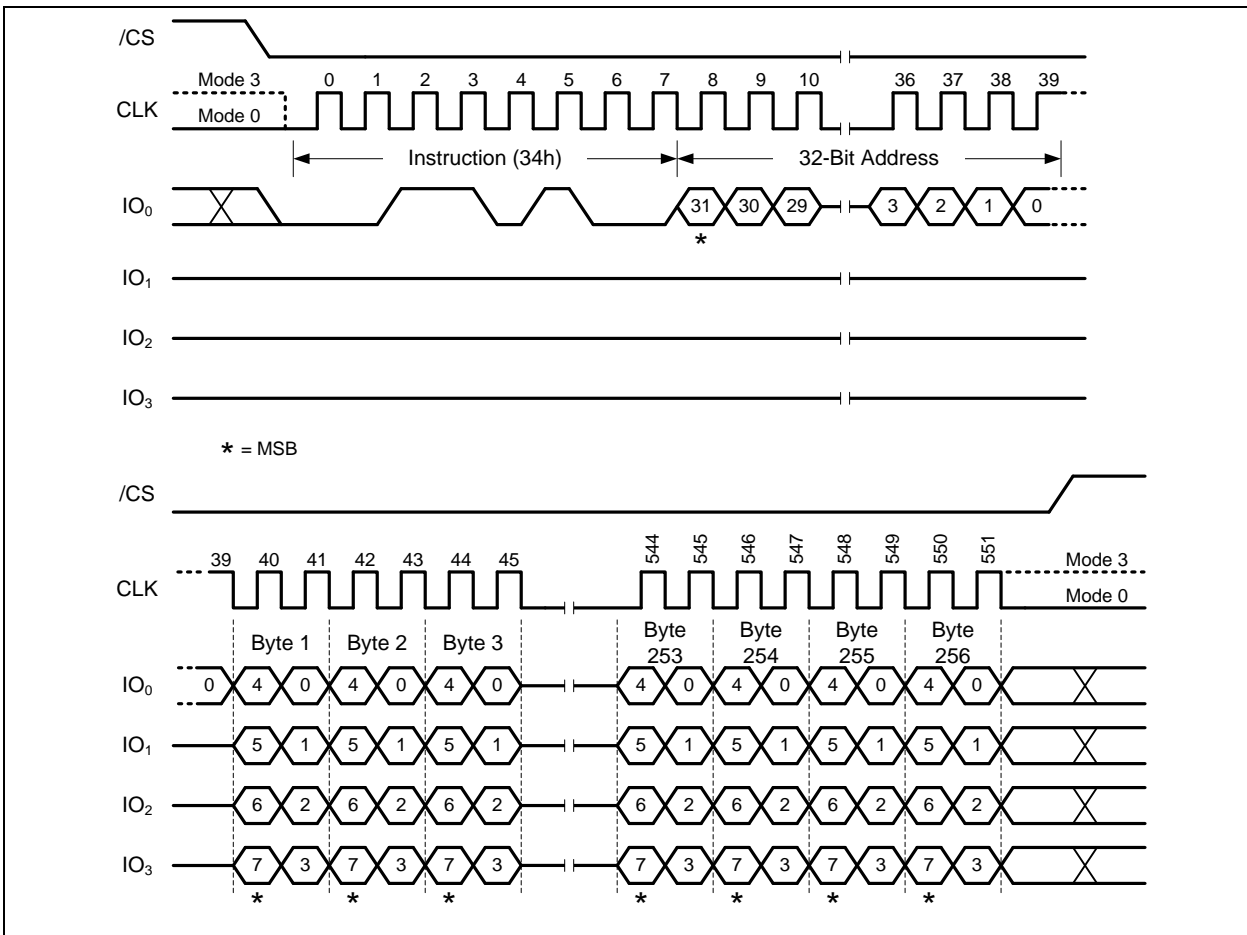 /CS
Mode 3 0 1 2 3 4 5 6 7 8 9 10 36 37 38 39
CLK
Mode 0
Instruction (34h) 32-Bit Address
IO₀ 31 30 29 3 2 1 0
*
IO₁
IO₂
IO₃
* = MSB
/CS
39 40 41 42 43 44 45 544 545 546 547 548 549 550 551 Mode 3
CLK
Mode 0
Byte 1 Byte 2 Byte 3 Byte 253 Byte 254 Byte 255 Byte 256
IO₀ 0 4 0 4 0 4 0 4 0 4 0 4 0 4 0
IO₁ 5 1 5 1 5 1 5 1 5 1 5 1 5 1
IO₂ 6 2 6 2 6 2 6 2 6 2 6 2 6 2
IO₃ 7 3 7 3 7 3 7 3 7 3 7 3 7 3
* * * * * * *